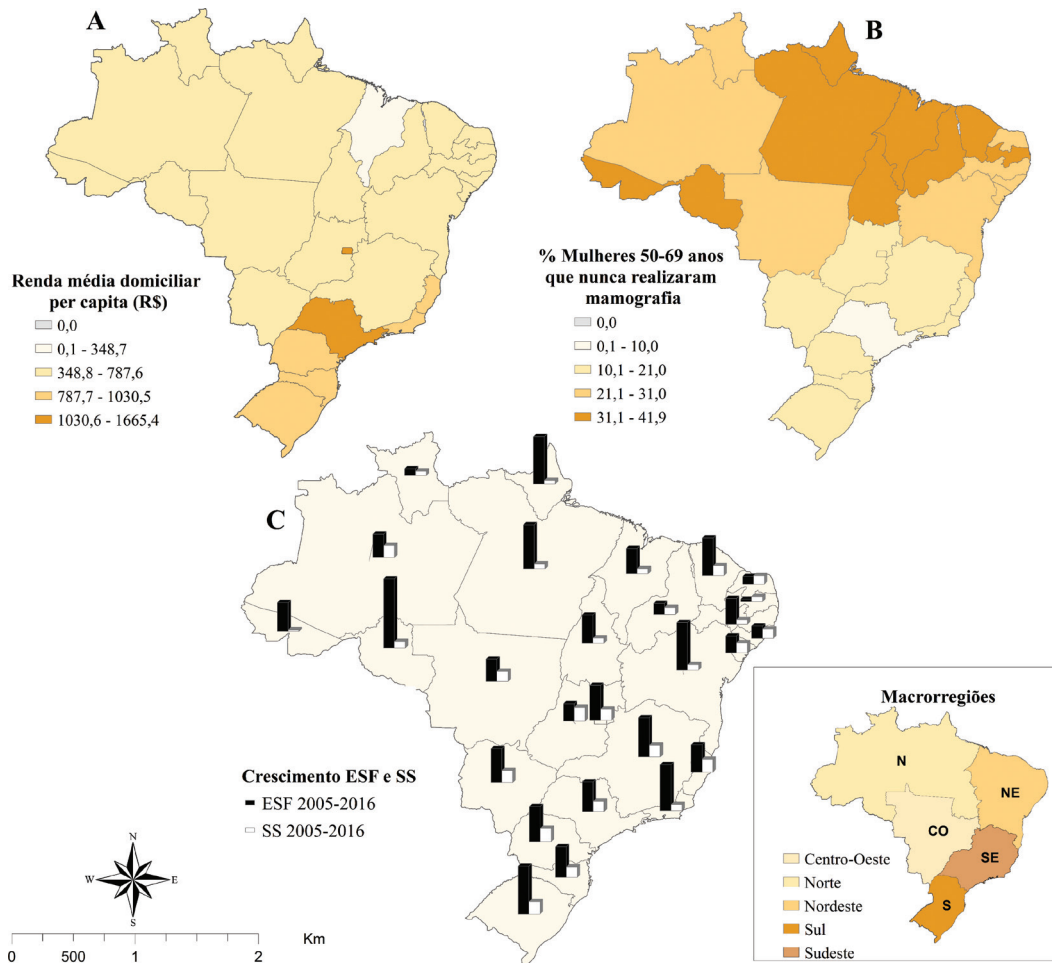 A
Renda média domiciliar
per capita (R$)
0,0
0,1 - 348,7
348,8 - 787,6
787,7 - 1030,5
1030,6 - 1665,4
B
% Mulheres 50-69 anos
que nunca realizaram
mamografia
0,0
0,1 - 10,0
10,1 - 21,0
21,1 - 31,0
31,1 - 41,9
C
Crescimento ESF e SS
ESF 2005-2016
SS 2005-2016
N
W
E
S
0 500 1 2 Km
Macrorregiões
N
NE
CO
SE
S
Centro-Oeste
Norte
Nordeste
Sul
Sudeste